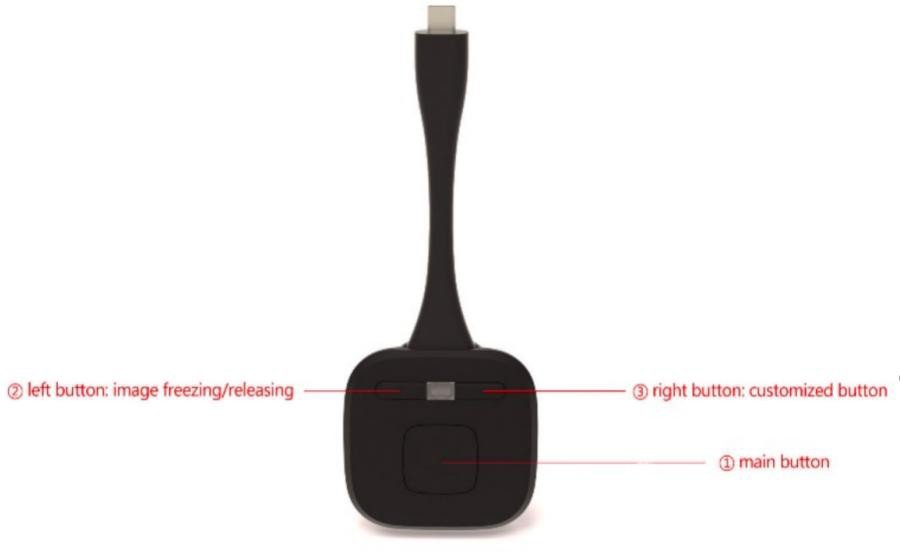 ② left button: image freezing/releasing
③ right button: customized button
① main button